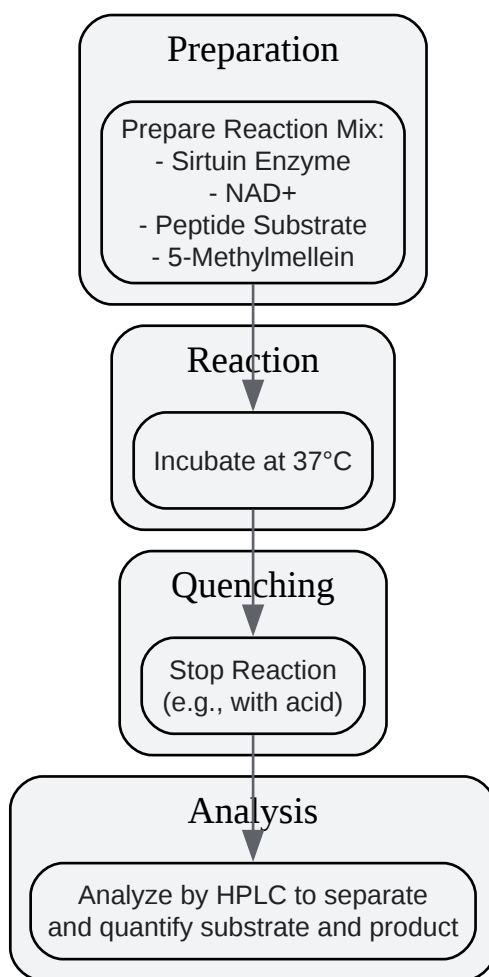 Preparation
Prepare Reaction Mix:
- Sirtuin Enzyme
- NAD+
- Peptide Substrate
- 5-Methylmellein
Reaction
Incubate at 37°C
Quenching
Stop Reaction
(e.g., with acid)
Analysis
Analyze by HPLC to separate
and quantify substrate and product